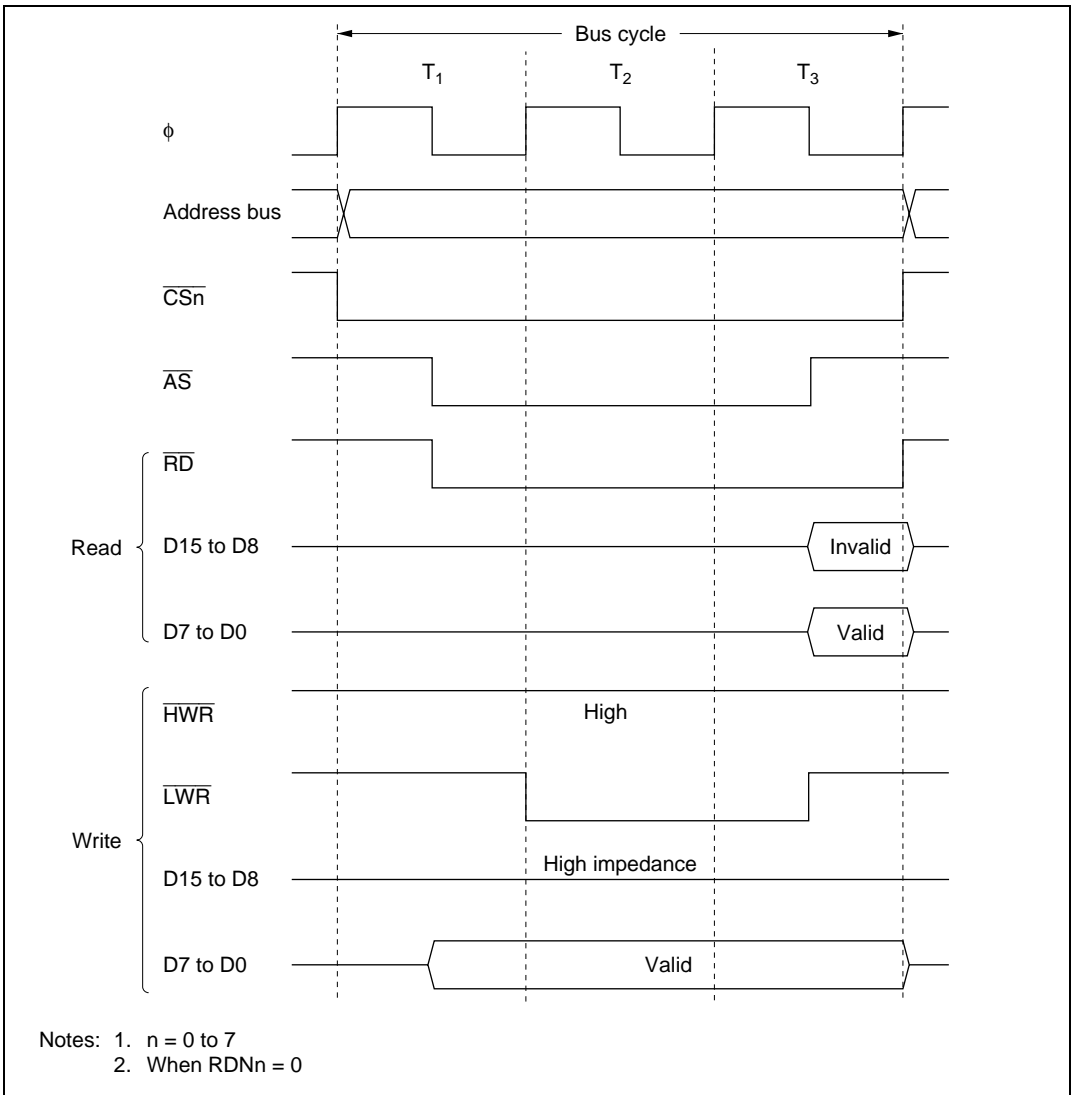 Bus cycle
T1 T2 T3
φ
Address bus
CSn
AS
RD
Read D15 to D8 Invalid
D7 to D0 Valid
HWR High
LWR
Write
D15 to D8 High impedance
D7 to D0 Valid
Notes: 1. n = 0 to 7
2. When RDNn = 0